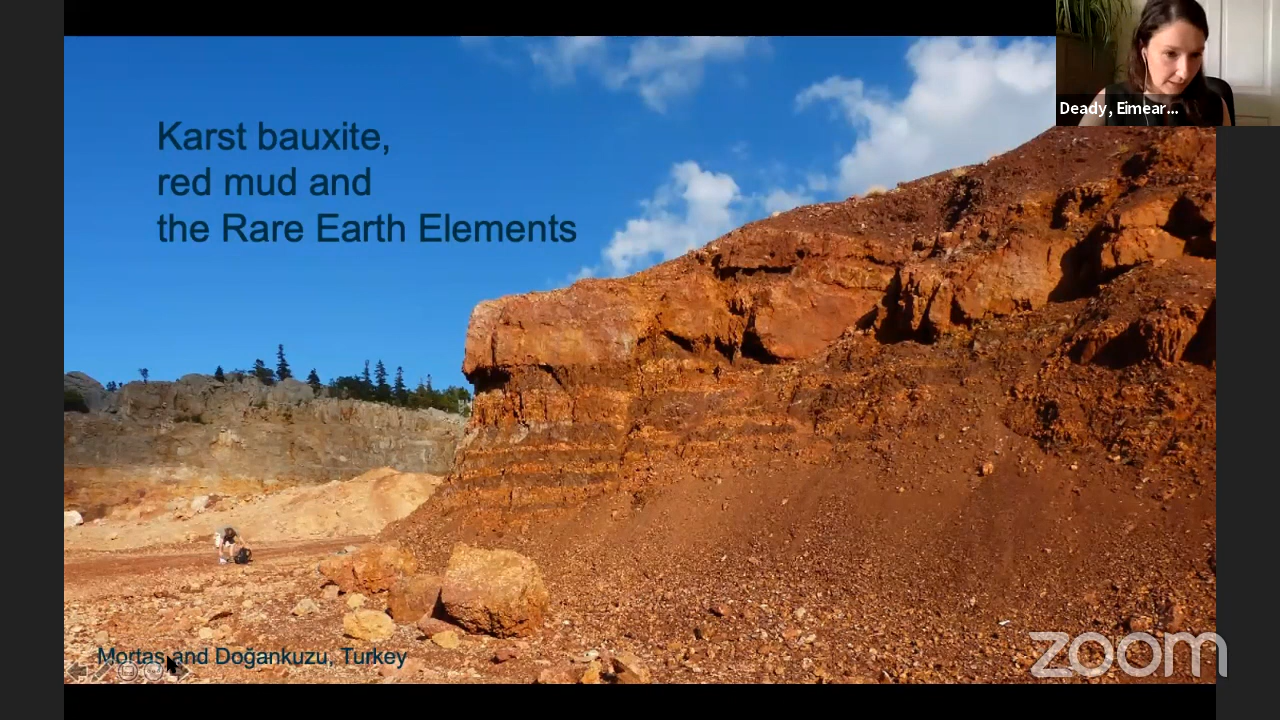 Karst bauxite,
red mud and
the Rare Earth Elements
Deady, Eimear...
Mortas and Doğankuzu, Turkey
zoom